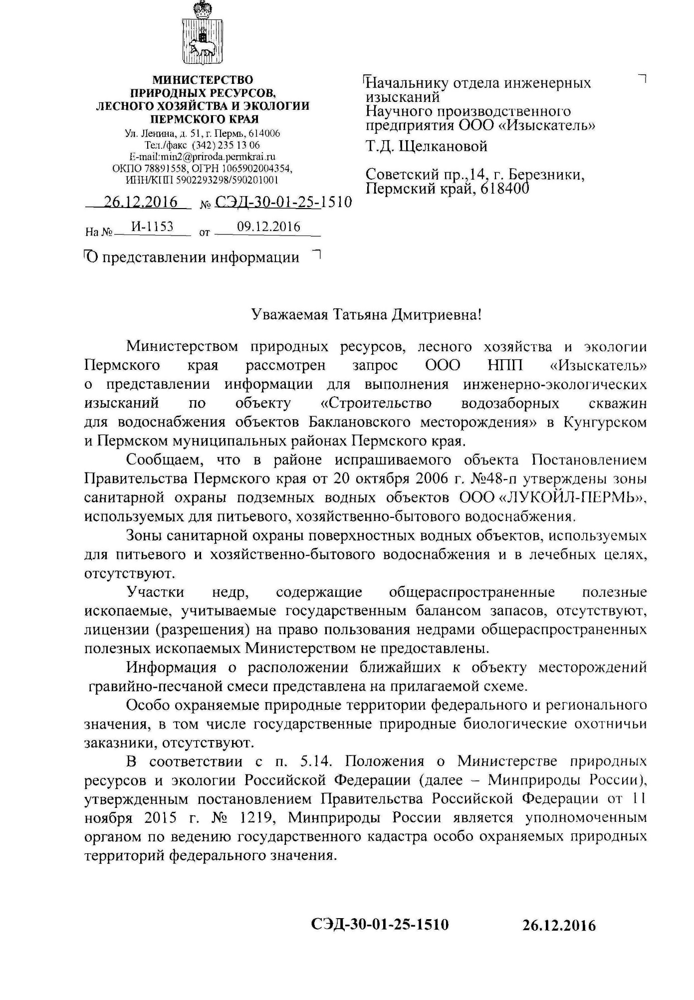 МИНИСТЕРСТВО
ПРИРОДНЫХ РЕСУРСОВ,
ЛЕСНОГО ХОЗЯЙСТВА И ЭКОЛОГИИ
ПЕРМСКОГО КРАЯ
Ул. Ленина, д. 51, г. Пермь, 614006
Тел./факс (342) 235 13 06
E-mail:min2@priroda.permkrai.ru
ОКПО 78891558, ОГРН 1065902004354,
ИНН/КПП 5902293298/590201001
26.12.2016 № СЭД-30-01-25-1510
На № И-1153 от 09.12.2016
О представлении информации
Начальнику отдела инженерных
изысканий
Научного производственного
предприятия ООО «Изыскатель»
Т.Д. Щелкановой
Советский пр.,14, г. Березники,
Пермский край, 618400
Уважаемая Татьяна Дмитриевна!
Министерством природных ресурсов, лесного хозяйства и экологии
Пермского края рассмотрен запрос ООО НПП «Изыскатель»
о представлении информации для выполнения инженерно-экологических
изысканий по объекту «Строительство водозаборных скважин
для водоснабжения объектов Баклановского месторождения» в Кунгурском
и Пермском муниципальных районах Пермского края.
Сообщаем, что в районе испрашиваемого объекта Постановлением
Правительства Пермского края от 20 октября 2006 г. №48-п утверждены зоны
санитарной охраны подземных водных объектов ООО «ЛУКОЙЛ-ПЕРМЬ»,
используемых для питьевого, хозяйственно-бытового водоснабжения.
Зоны санитарной охраны поверхностных водных объектов, используемых
для питьевого и хозяйственно-бытового водоснабжения и в лечебных целях,
отсутствуют.
Участки недр, содержащие общераспространенные полезные
ископаемые, учитываемые государственным балансом запасов, отсутствуют,
лицензии (разрешения) на право пользования недрами общераспространенных
полезных ископаемых Министерством не предоставлены.
Информация о расположении ближайших к объекту месторождений
гравийно-песчаной смеси представлена на прилагаемой схеме.
Особо охраняемые природные территории федерального и регионального
значения, в том числе государственные природные биологические охотничьи
заказники, отсутствуют.
В соответствии с п. 5.14. Положения о Министерстве природных
ресурсов и экологии Российской Федерации (далее – Минприроды России),
утвержденным постановлением Правительства Российской Федерации от 11
ноября 2015 г. № 1219, Минприроды России является уполномоченным
органом по ведению государственного кадастра особо охраняемых природных
территорий федерального значения.
СЭД-30-01-25-1510 26.12.2016